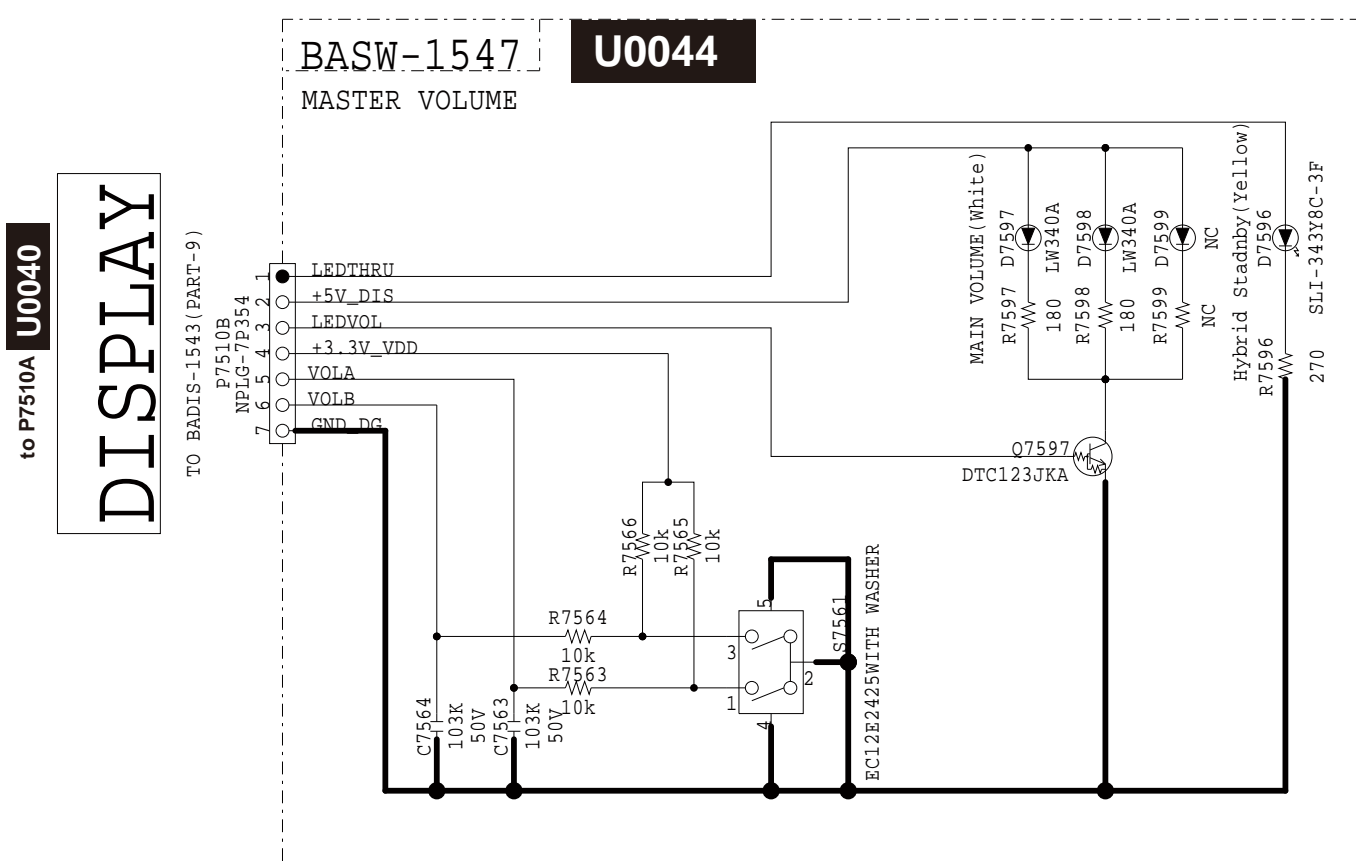 BASW-1547
U0044
MASTER VOLUME
to P7510A U0040
DISPLAY
TO BADIS-1543(PART-9)
P7510B
NPLG-7P354
1
LEDTHRU
2
+5V_DIS
3
LEDVOL
4
+3.3V_VDD
5
VOLA
6
VOLB
7
GND_DG
MAIN VOLUME(White)
R7597 D7597
180 LW340A
R7598 D7598
180 LW340A
R7599 D7599
NC NC
Hybrid Stadnby(Yellow)
R7596 D7596
270 SLI-343Y8C-3F
Q7597
DTC123JKA
R7566
10k
R7565
10k
R7564
10k
R7563
10k
C7564
103K
50V
C7563
103K
50V
5
3
2
1
4
S7561
EC12E2425WITH WASHER